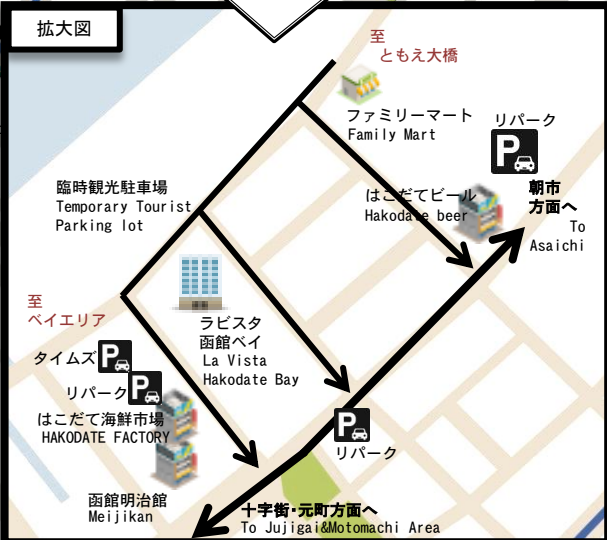 拡大図
至
ともえ大橋
ファミリーマート
Family Mart
リパーク
P
臨時観光駐車場
Temporary Tourist
Parking lot
はこだてビール
Hakodate beer
朝市
方面へ
To
Asaichi
至
ベイエリア
ラビスタ
函館ベイ
La Vista
Hakodate Bay
タイムズ P
リパーク P
はこだて海鮮市場
HAKODATE FACTORY
P
リパーク
函館明治館
Meijikan
十字街・元町方面へ
To Jujigai&Motomachi Area